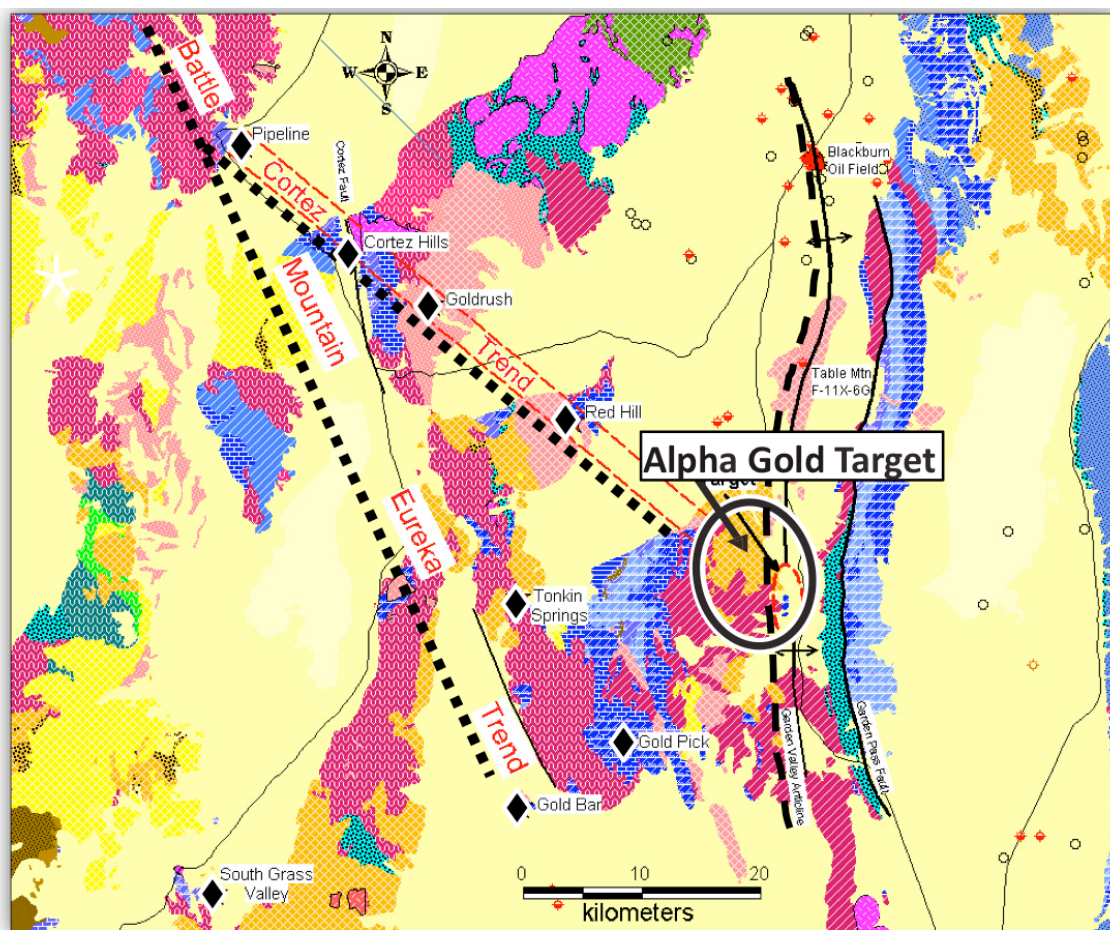 Battle
N
W E
S
Pipeline
Cortez
Cortez Fault
Blackburn
Oil Field
Mountain
Cortez Hills
Goldrush
Trend
Table Mtn
F-11X-6G
Red Hill
Alpha Gold Target
Eureka
Tonkin
Springs
Trend
Gold Pick
Garden Valley Anticline
Garden Pass Fault
Gold Bar
South Grass
Valley
0 10 20
kilometers